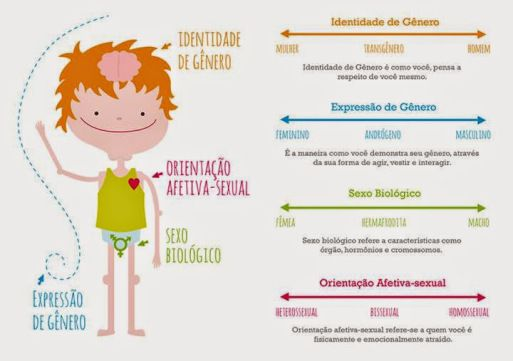 IDENTIDADE
DE GÊNERO
ORIENTAÇÃO
AFETIVA-SEXUAL
SEXO
BIOLÓGICO
EXPRESSÃO
DE GÊNERO
Identidade de Gênero
MULHER TRANSGÊNERO HOMEM
Identidade de Gênero é como você, pensa a
respeito de você mesmo.
Expressão de Gênero
FEMININO ANDRÓGENO MASCULINO
É a maneira como você demonstra seu gênero, através
da sua forma de agir, vestir e interagir.
Sexo Biológico
FÊMEA HERMAFRODITA MACHO
Sexo biológico refere a características como
órgão, hormônios e cromossomos.
Orientação Afetiva-sexual
HETEROSSEXUAL BISSEXUAL HOMOSSEXUAL
Orientação afetiva-sexual refere-se a quem você é
fisicamente e emocionalmente atraído.